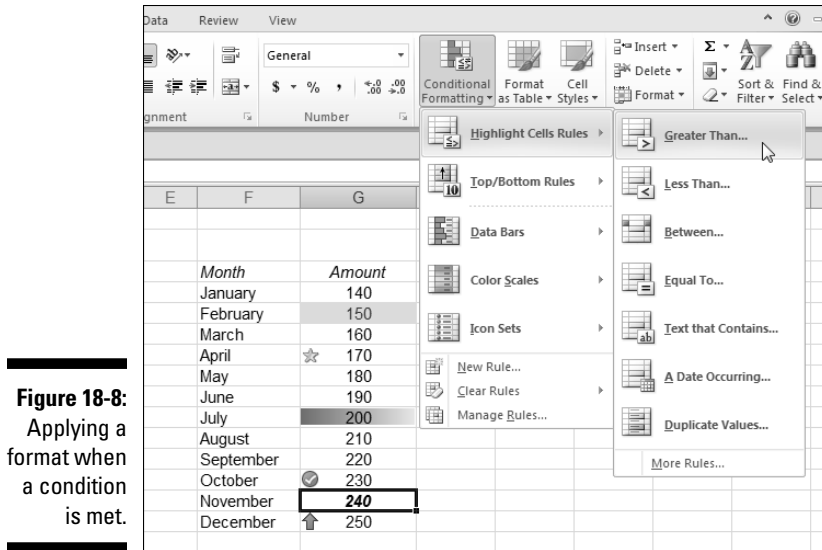 Data Review View
General
$ % , .0 .00 .00 .0
gnment Number
Conditional Formatting
Format as Table
Cell Styles
Insert
Delete
Format
Σ
Sort & Filter
Find & Select
Highlight Cells Rules
Top/Bottom Rules
Data Bars
Color Scales
Icon Sets
New Rule...
Clear Rules
Manage Rules...
Greater Than...
Less Than...
Between...
Equal To...
Text that Contains...
A Date Occurring...
Duplicate Values...
More Rules...
E F G
Month Amount
January 140
February 150
March 160
April 170
May 180
June 190
July 200
August 210
September 220
October 230
November 240
December 250
Figure 18-8:
Applying a
format when
a condition
is met.